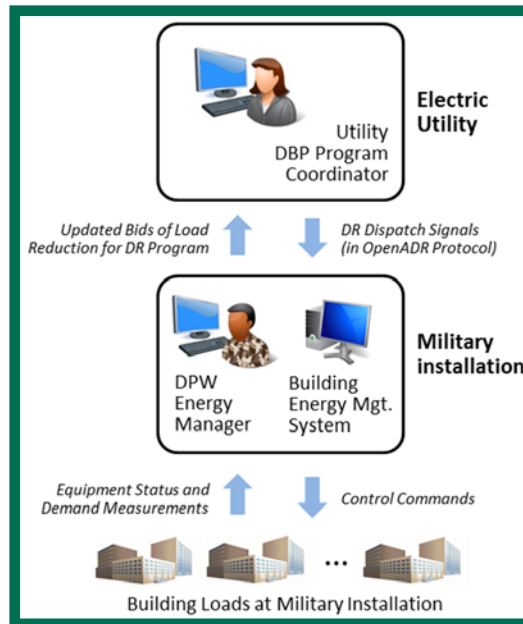 Electric
Utility
Utility
DBP Program
Coordinator
Updated Bids of Load
Reduction for DR Program
DR Dispatch Signals
(in OpenADR Protocol)
Military
installation
DPW
Energy
Manager
Building
Energy Mgt.
System
Equipment Status and
Demand Measurements
Control Commands
...
Building Loads at Military Installation